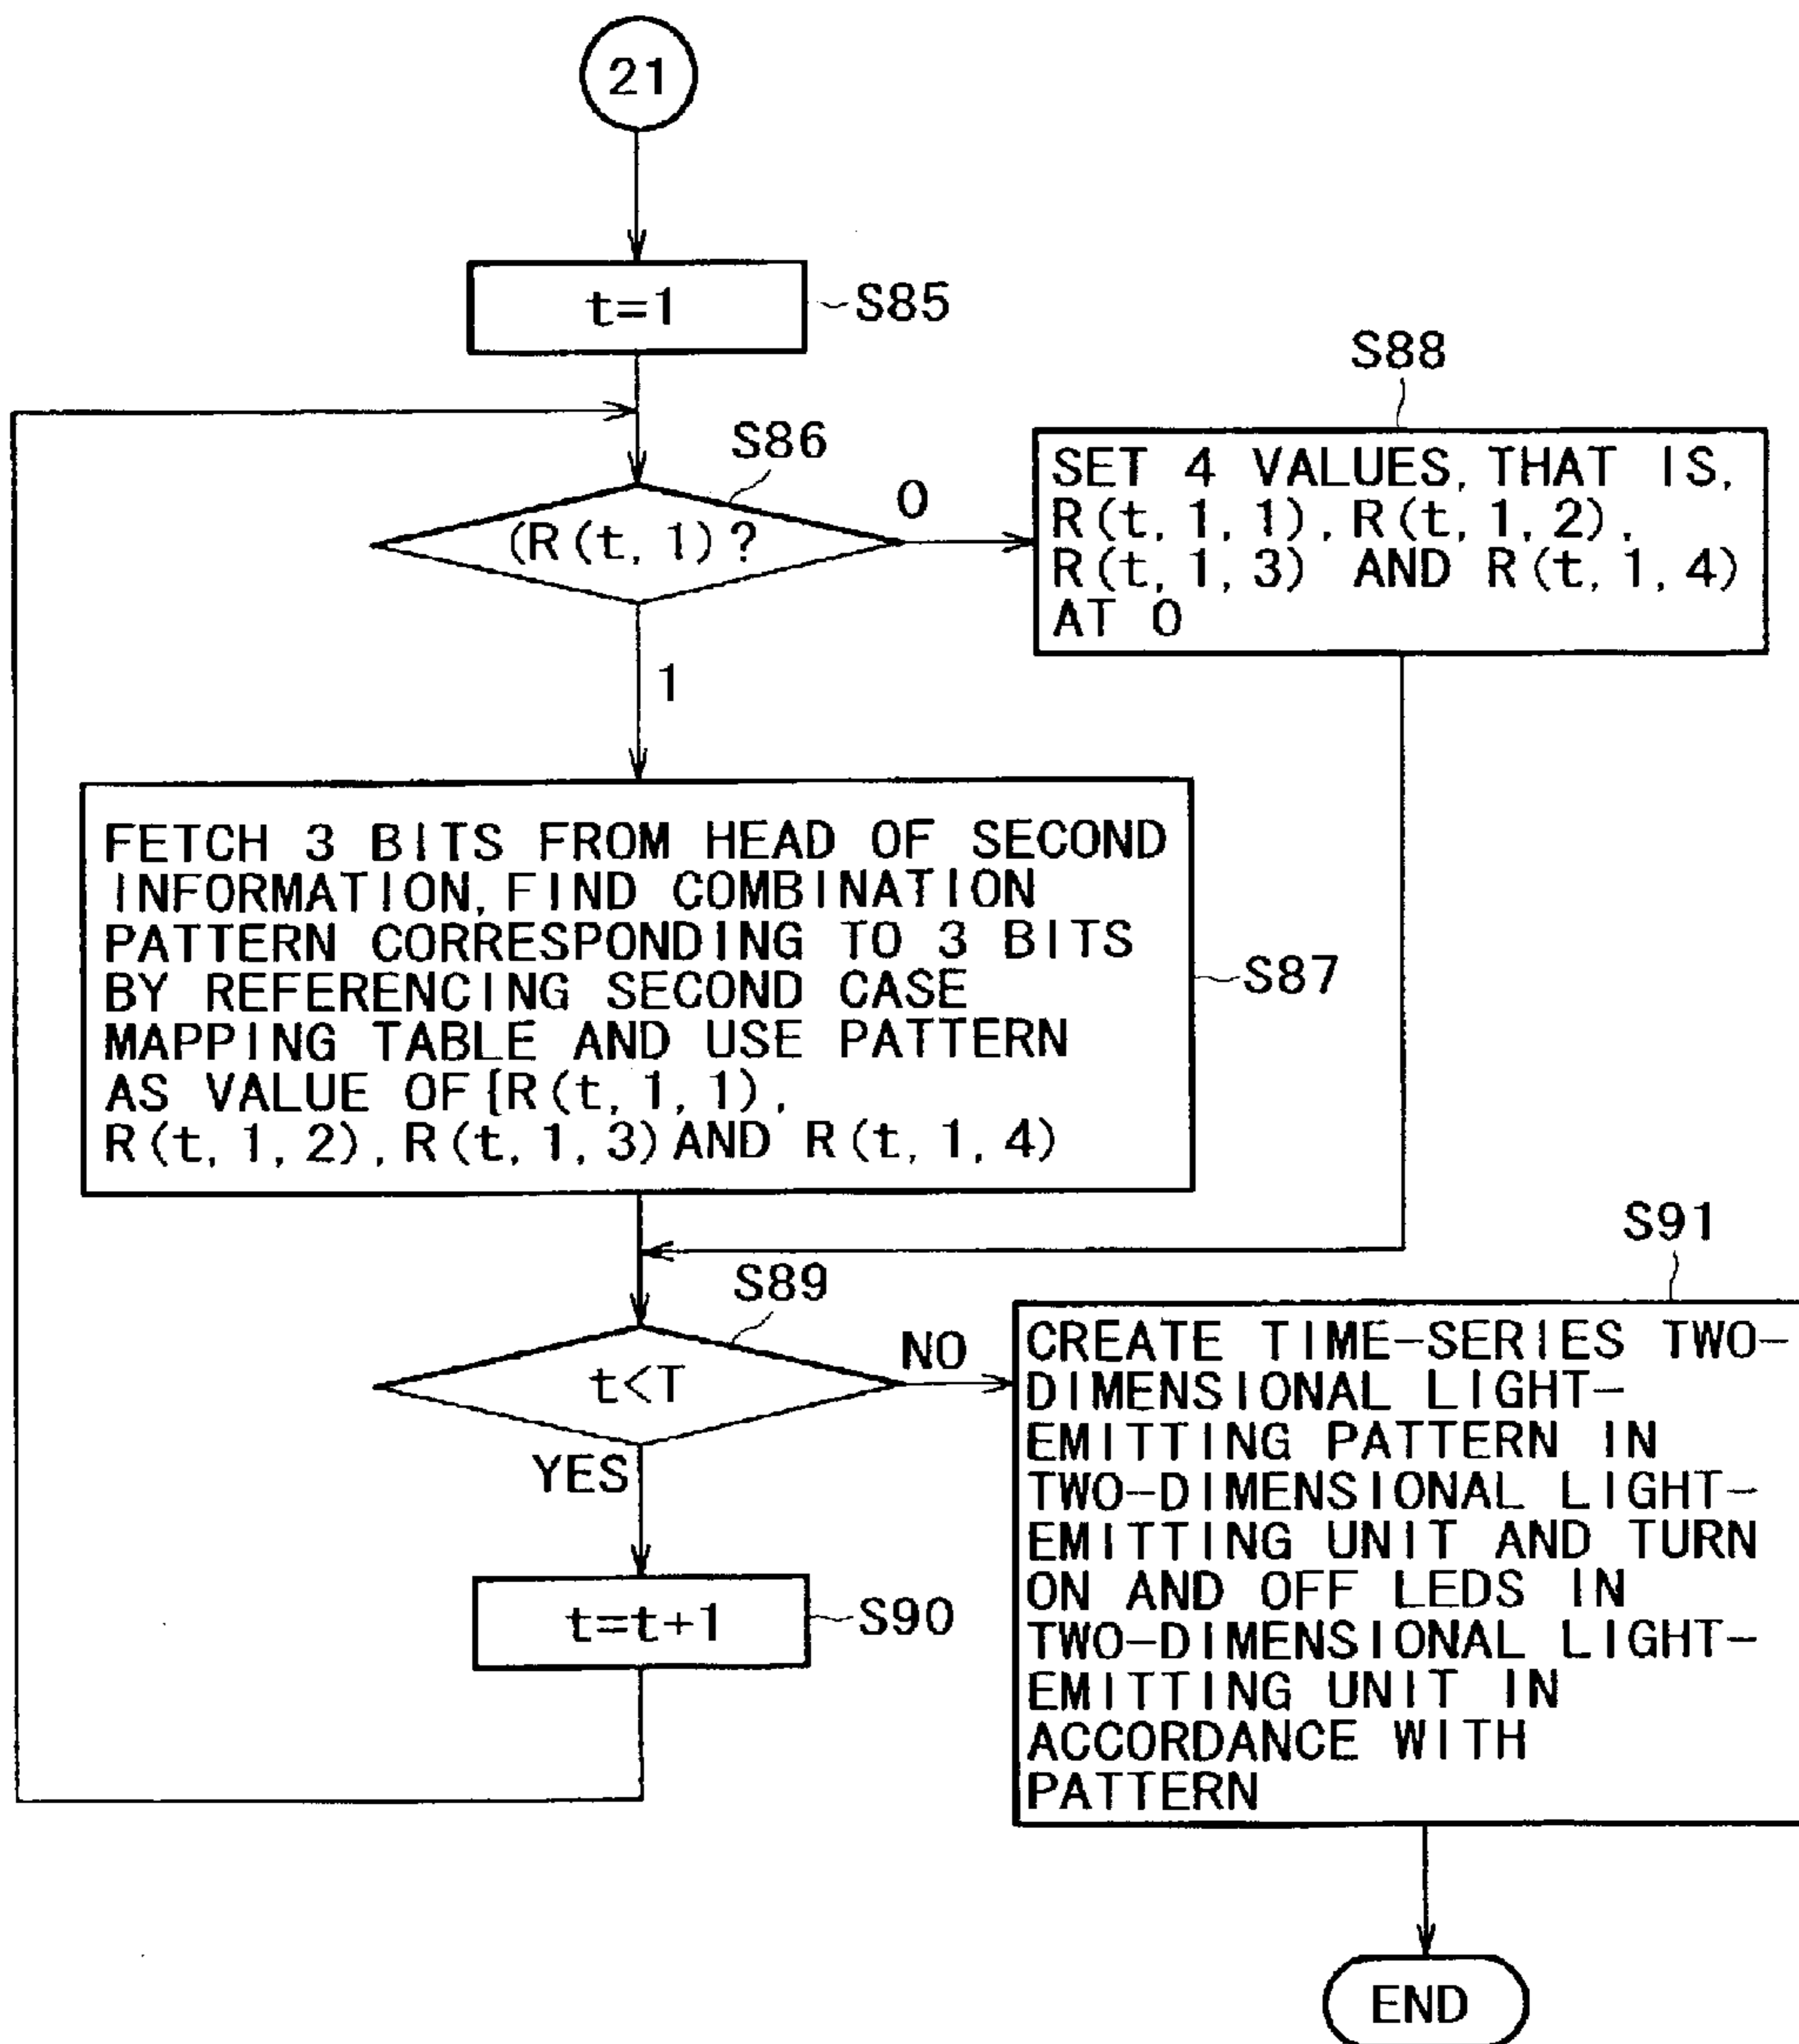 21
t=1
S85
S86
(R(t,1)?
0
1
S88
SET 4 VALUES, THAT IS,
R(t,1,1), R(t,1,2),
R(t,1,3) AND R(t,1,4)
AT 0
FETCH 3 BITS FROM HEAD OF SECOND
INFORMATION, FIND COMBINATION
PATTERN CORRESPONDING TO 3 BITS
BY REFERENCING SECOND CASE
MAPPING TABLE AND USE PATTERN
AS VALUE OF{R(t,1,1),
R(t,1,2), R(t,1,3)AND R(t,1,4)
S87
S89
t<T
NO
YES
t=t+1
S90
S91
CREATE TIME-SERIES TWO-
DIMENSIONAL LIGHT-
EMITTING PATTERN IN
TWO-DIMENSIONAL LIGHT-
EMITTING UNIT AND TURN
ON AND OFF LEDS IN
TWO-DIMENSIONAL LIGHT-
EMITTING UNIT IN
ACCORDANCE WITH
PATTERN
END